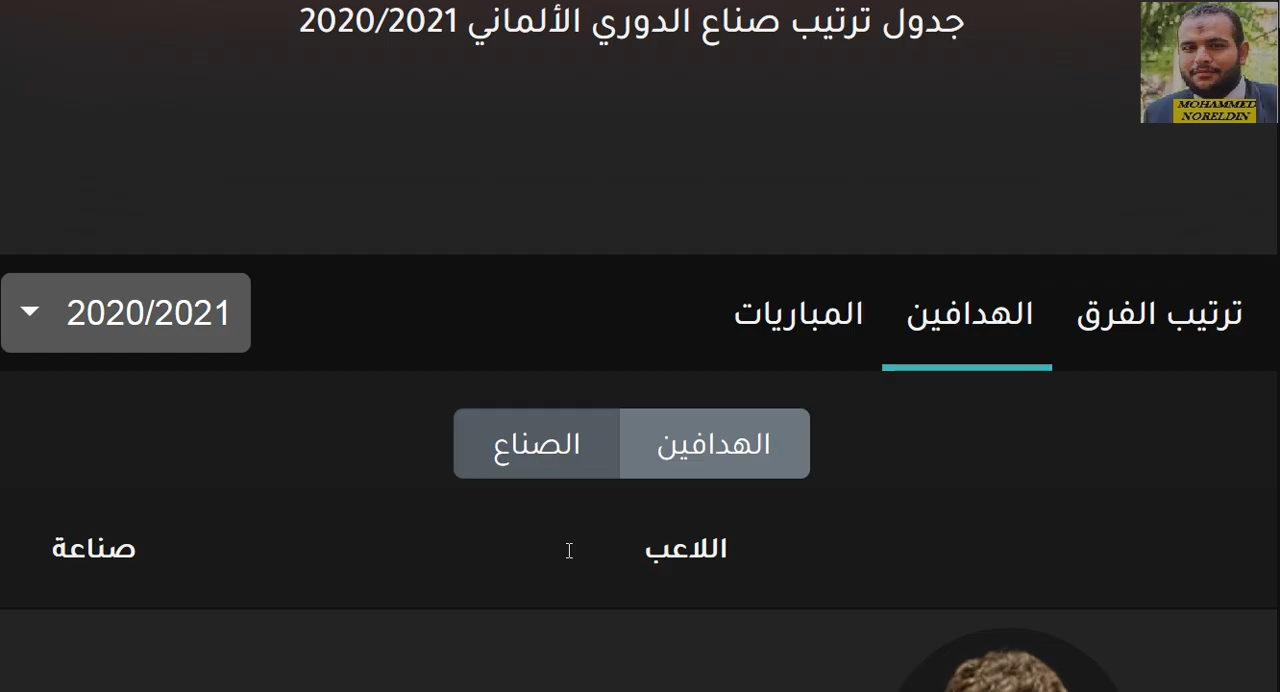 جدول ترتيب صناع الدوري الألماني 2020/2021
MOHAMMED
NORELDIN
ترتيب الفرق
الهدافين
المباريات
2020/2021
الهدافين
الصناع
اللاعب
صناعة